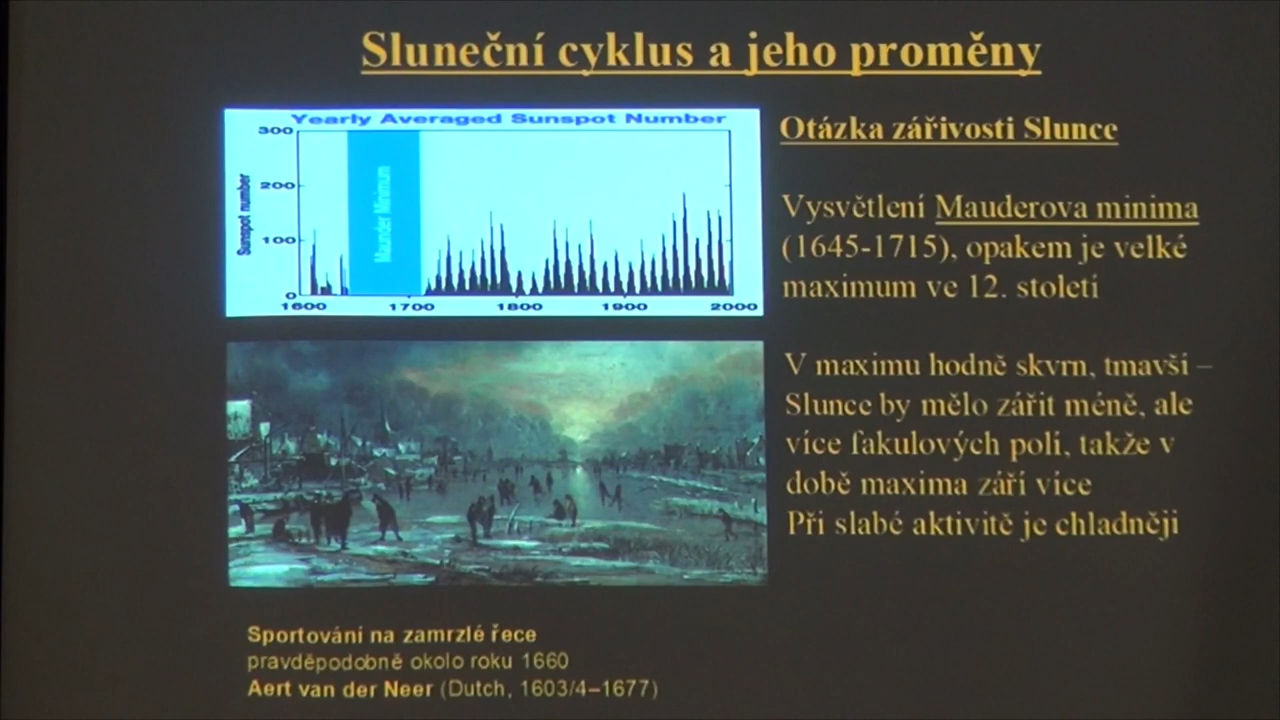 Sluneční cyklus a jeho proměny
Yearly Averaged Sunspot Number
300
200
100
0
Sunspot number
Maunder Minimum
1600 1700 1800 1900 2000
Otázka zářivosti Slunce
Vysvětlení Mauderova minima
(1645-1715), opakem je velké
maximum ve 12. století
V maximu hodně skvrn, tmavší –
Slunce by mělo zářit méně, ale
více fakulových polí, takže v
době maxima září více
Při slabé aktivitě je chladněji
Sportování na zamrzlé řece
pravděpodobně okolo roku 1660
Aert van der Neer (Dutch, 1603/4–1677)